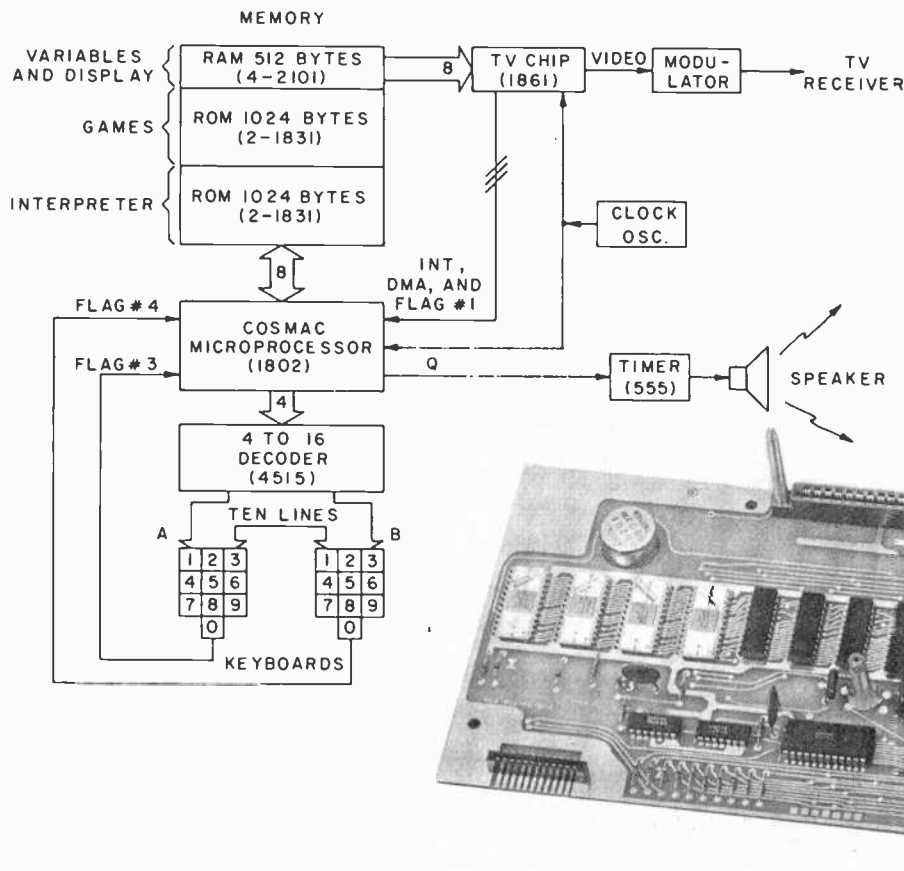 MEMORY
VARIABLES
AND DISPLAY
RAM 512 BYTES
(4-2101)
8
TV CHIP
(1861)
VIDEO
MODU-
LATOR
TV
RECEIVER
GAMES
ROM 1024 BYTES
(2-1831)
INTERPRETER
ROM 1024 BYTES
(2-1831)
CLOCK
OSC.
8
INT,
DMA, AND
FLAG #1
FLAG #4
COSMAC
MICROPROCESSOR
(1802)
FLAG #3
Q
TIMER
(555)
SPEAKER
4
4 TO 16
DECODER
(4515)
A
TEN LINES
B
1 2 3
4 5 6
7 8 9
0
1 2 3
4 5 6
7 8 9
0
KEYBOARDS